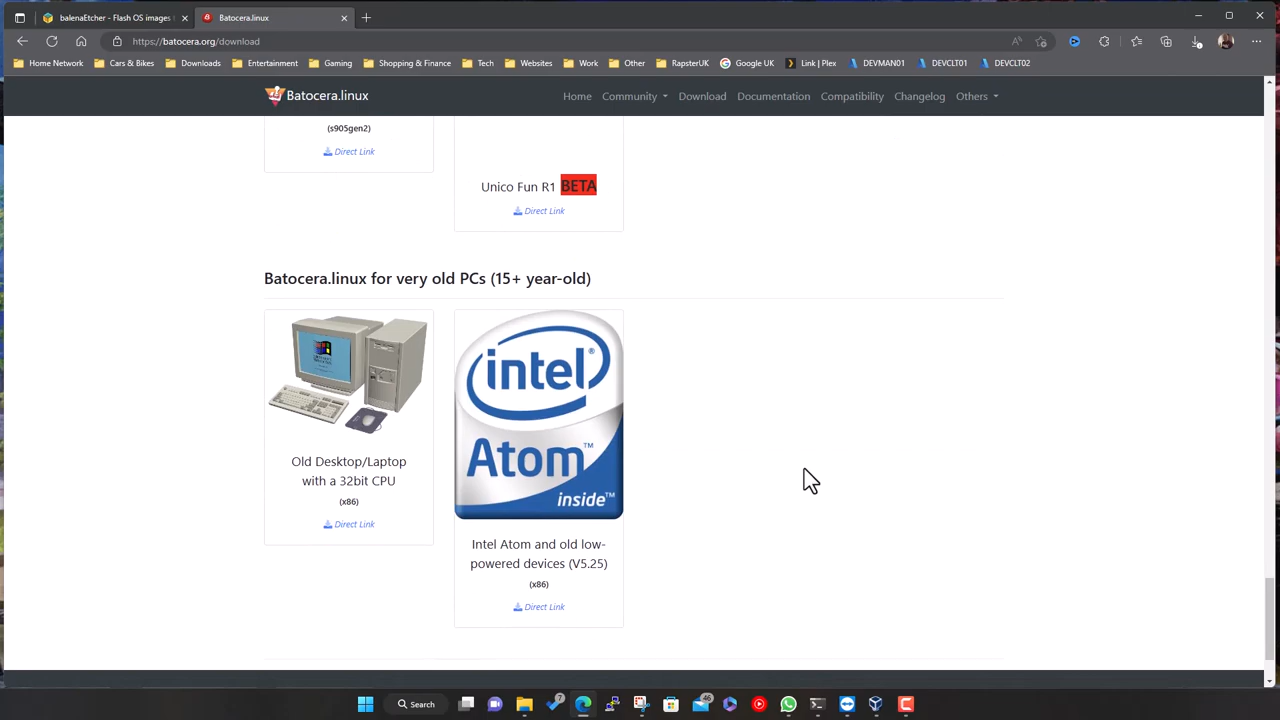 balenaEtcher - Flash OS images t
Batocera.linux
https://batocera.org/download
Home Network
Cars & Bikes
Downloads
Entertainment
Gaming
Shopping & Finance
Tech
Websites
Work
Other
RapsterUK
Google UK
Link | Plex
DEVMAN01
DEVCLT01
DEVCLT02
Batocera.linux
Home
Community
Download
Documentation
Compatibility
Changelog
Others
(s905gen2)
Direct Link
Unico Fun R1 BETA
Direct Link
Batocera.linux for very old PCs (15+ year-old)
Old Desktop/Laptop
with a 32bit CPU
(x86)
Direct Link
intel®
Atom™
inside™
Intel Atom and old low-
powered devices (V5.25)
(x86)
Direct Link
Search
7
46